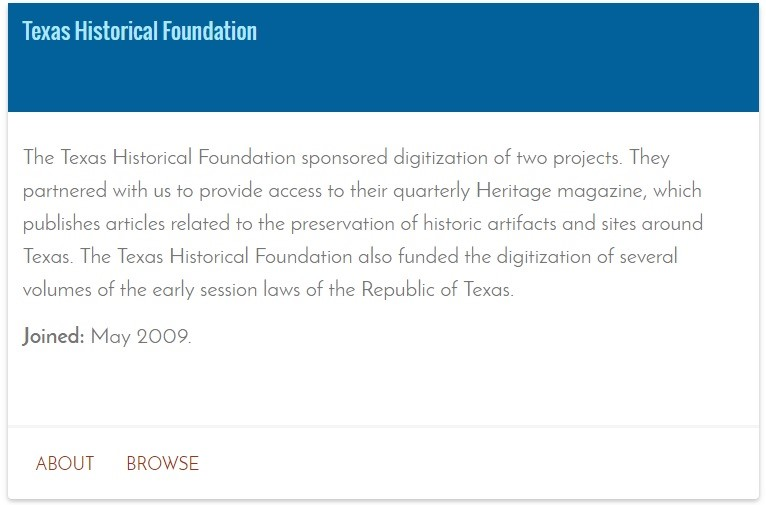 Texas Historical Foundation
The Texas Historical Foundation sponsored digitization of two projects. They
partnered with us to provide access to their quarterly Heritage magazine, which
publishes articles related to the preservation of historic artifacts and sites around
Texas. The Texas Historical Foundation also funded the digitization of several
volumes of the early session laws of the Republic of Texas.
Joined: May 2009.
ABOUT BROWSE